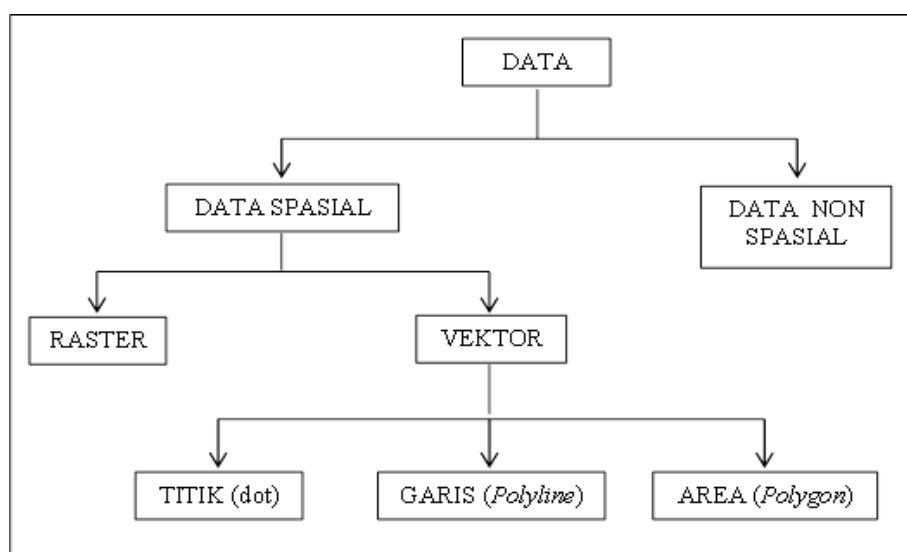 DATA
DATA SPASIAL
DATA NON
SPASIAL
RASTER
VEKTOR
TITIK (dot)
GARIS (Polyline)
AREA (Polygon)